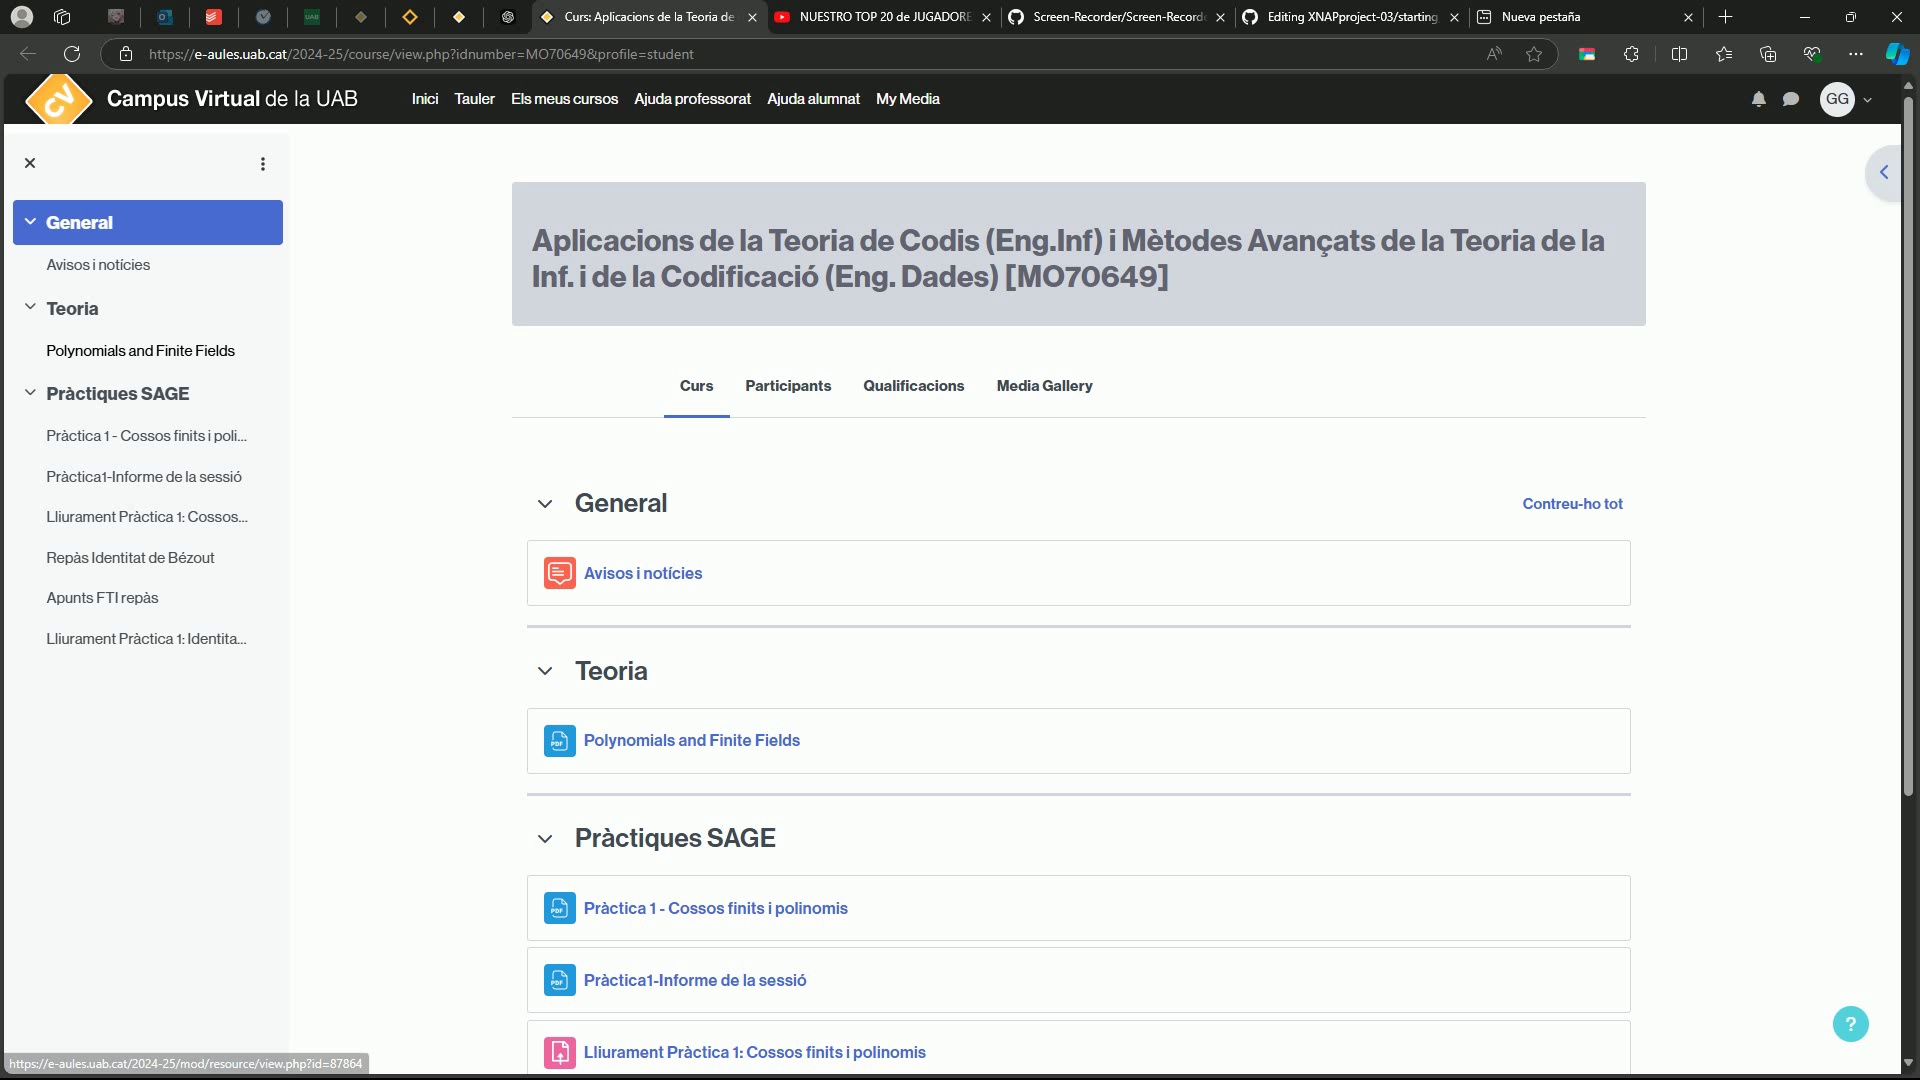 Curs: Aplicacions de la Teoria de
NUESTRO TOP 20 de JUGADORE
Screen-Recorder/Screen-Recorde
Editing XNAPproject-03/starting
Nueva pestaña
https://e-aules.uab.cat/2024-25/course/view.php?idnumber=MO70649&profile=student
Campus Virtual de la UAB
Inici
Tauler
Els meus cursos
Ajuda professorat
Ajuda alumnat
My Media
GG
General
Avisos i notícies
Teoria
Polynomials and Finite Fields
Pràctiques SAGE
Pràctica 1 - Cossos finits i poli...
Pràctica1-Informe de la sessió
Lliurament Pràctica 1: Cossos...
Repàs Identitat de Bézout
Apunts FTI repàs
Lliurament Pràctica 1: Identita...
Aplicacions de la Teoria de Codis (Eng.Inf) i Mètodes Avançats de la Teoria de la
Inf. i de la Codificació (Eng. Dades) [MO70649]
Curs
Participants
Qualificacions
Media Gallery
General
Contreu-ho tot
Avisos i notícies
Teoria
PDF
Polynomials and Finite Fields
Pràctiques SAGE
PDF
Pràctica 1 - Cossos finits i polinomis
PDF
Pràctica1-Informe de la sessió
Lliurament Pràctica 1: Cossos finits i polinomis
?
https://e-aules.uab.cat/2024-25/mod/resource/view.php?id=87864